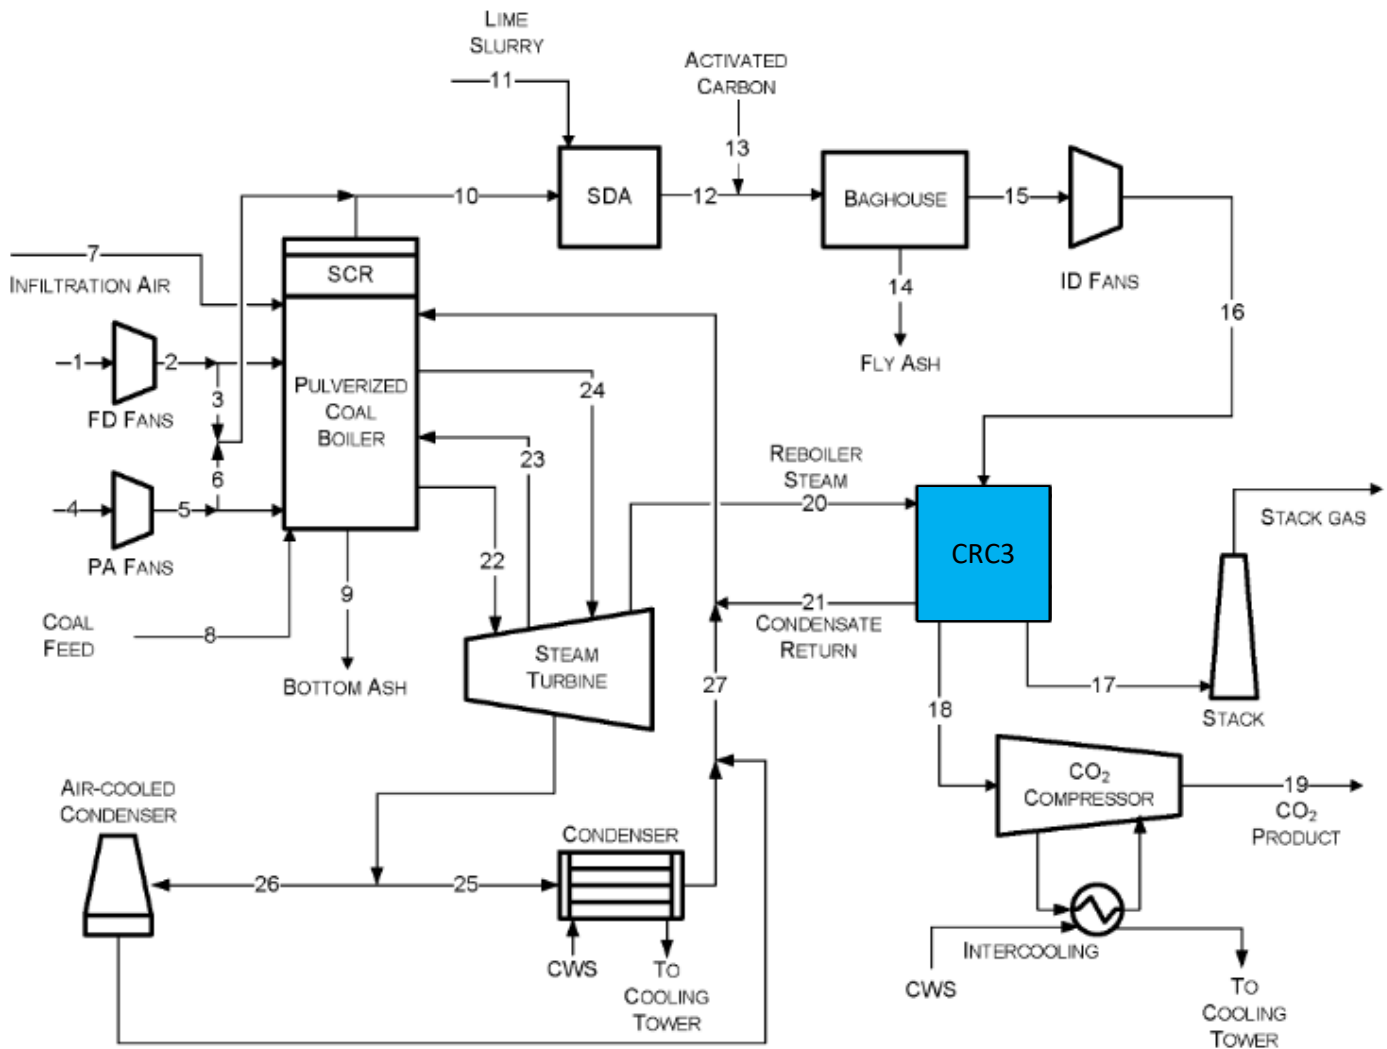 LIME
SLURRY
11
ACTIVATED
CARBON
13
10
SDA
12
BAGHOUSE
15
7
INFILTRATION AIR
SCR
14
ID FANS
16
1
2
FD FANS
3
PULVERIZED
COAL
BOILER
24
FLY ASH
23
6
4
5
PA FANS
REBOILER
STEAM
20
STACK GAS
CRC3
22
9
COAL
FEED
8
21
CONDENSATE
RETURN
BOTTOM ASH
STEAM
TURBINE
27
17
18
STACK
AIR-COOLED
CONDENSER
CO2
COMPRESSOR
19
CO2
PRODUCT
CONDENSER
26
25
CWS
TO
COOLING
TOWER
INTERCOOLING
CWS
TO
COOLING
TOWER